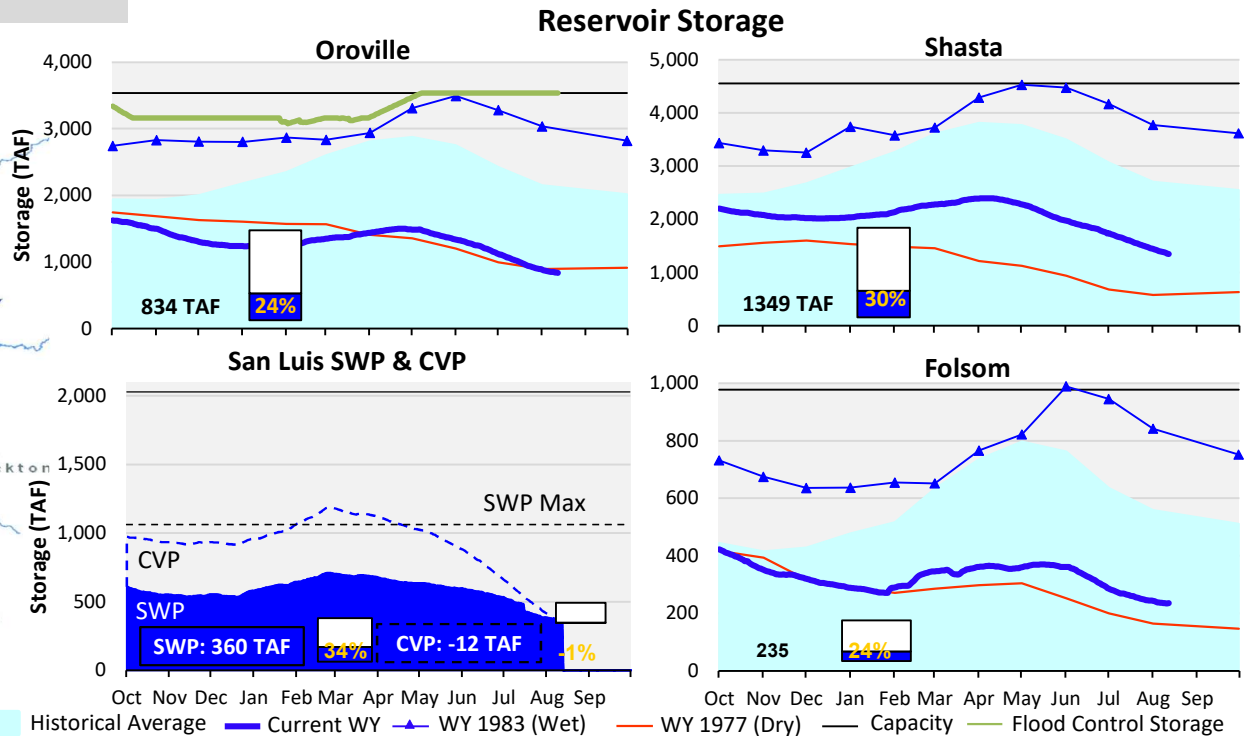 Reservoir Storage
Oroville
Storage (TAF)
4,000
3,000
2,000
1,000
0
834 TAF
24%
Shasta
5,000
4,000
3,000
2,000
1,000
0
1349 TAF
30%
San Luis SWP & CVP
Storage (TAF)
2,000
1,500
1,000
500
0
SWP Max
CVP
SWP
SWP: 360 TAF
34%
CVP: -12 TAF
-1%
Oct Nov Dec Jan Feb Mar Apr May Jun Jul Aug Sep
Folsom
1,000
800
600
400
200
0
235
24%
Oct Nov Dec Jan Feb Mar Apr May Jun Jul Aug Sep
ckton
Historical Average Current WY WY 1983 (Wet) WY 1977 (Dry) Capacity Flood Control Storage